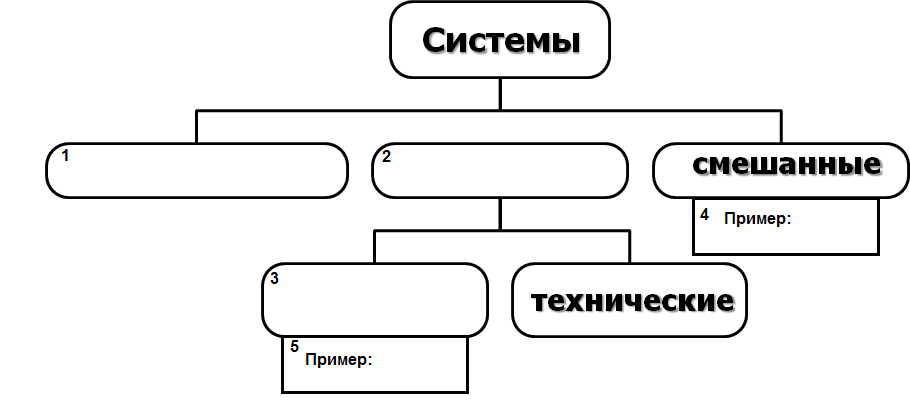 Системы
1
2
смешанные
4 Пример:
3
технические
5 Пример: